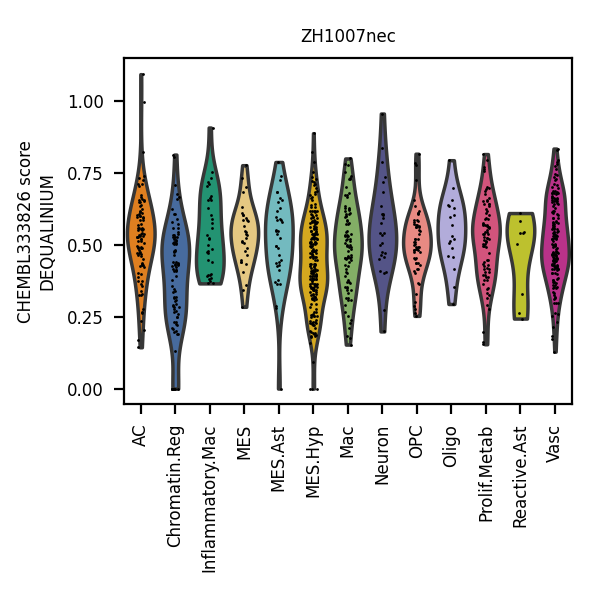 ZH1007nec
CHEMBL333826 score
DEQUALINIUM
1.00
0.75
0.50
0.25
0.00
AC
Chromatin.Reg
Inflammatory.Mac
MES
MES.Ast
MES.Hyp
Mac
Neuron
OPC
Oligo
Prolif.Metab
Reactive.Ast
Vasc